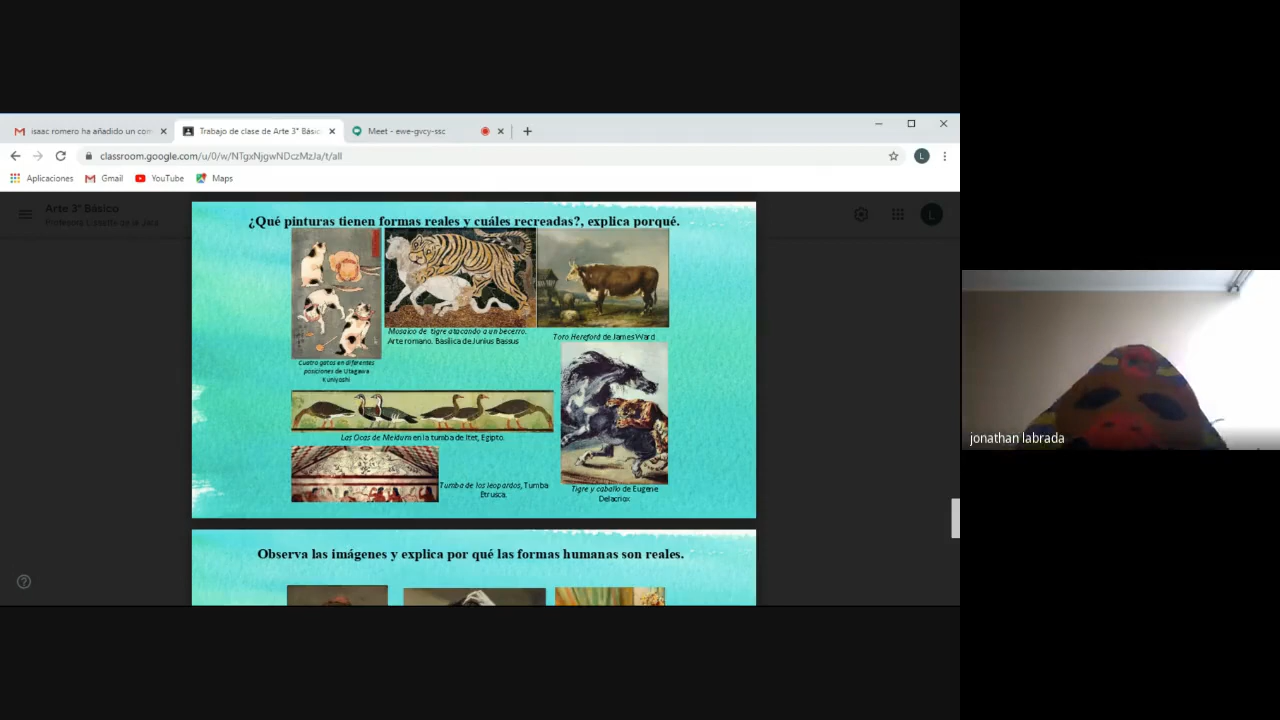 isaac romero ha añadido un com
Trabajo de clase de Arte 3° Básic
Meet - ewe-gvcy-ssc
classroom.google.com/u/0/w/NTgxNjgwNDczMzJa/t/all
L
Aplicaciones
Gmail
YouTube
Maps
Arte 3° Básico
L
¿Qué pinturas tienen formas reales y cuáles recreadas?, explica porqué.
Mosaico de tigre atacando a un becerro.
Arte romano. Basílica de Junius Bassus
Toro Hereford de James Ward
Cuatro gatos en diferentes
posiciones de Utagawa
Kuniyoshi
Las Ocas de Meidum en la tumba de Itet, Egipto.
Tumba de los leopardos, Tumba
Etrusca.
Tigre y caballo de Eugene
Delacriox
Observa las imágenes y explica por qué las formas humanas son reales.
jonathan labrada